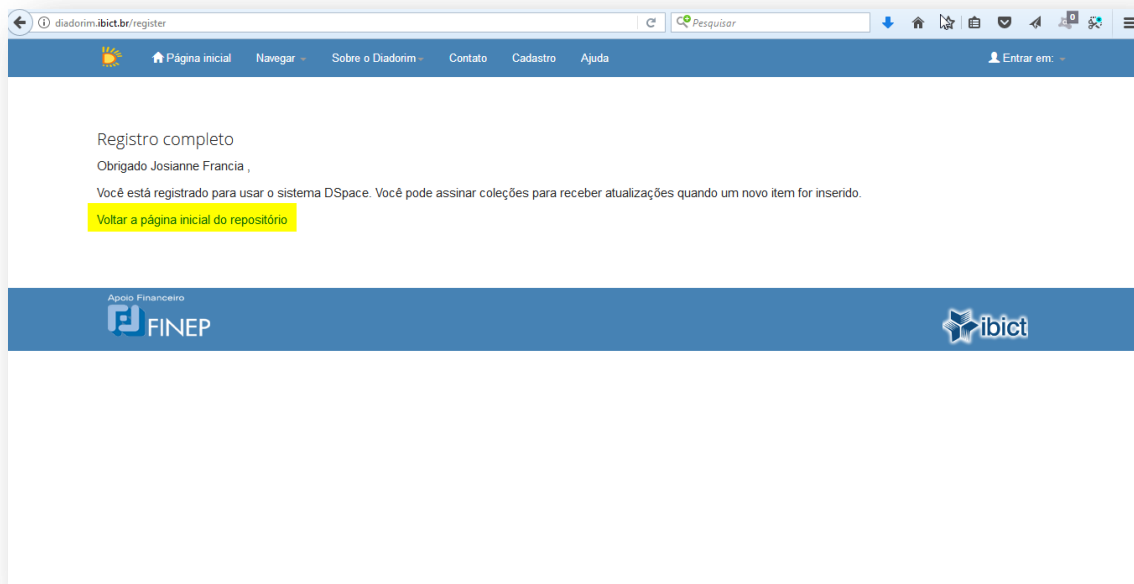 diadorim.ibict.br/register
Pesquisar
0
Página inicial Navegar Sobre o Diadorim Contato Cadastro Ajuda Entrar em:
Registro completo
Obrigado Josianne Francia ,
Você está registrado para usar o sistema DSpace. Você pode assinar coleções para receber atualizações quando um novo item for inserido.
Voltar a página inicial do repositório
Apoio Financeiro
FINEP
ibict